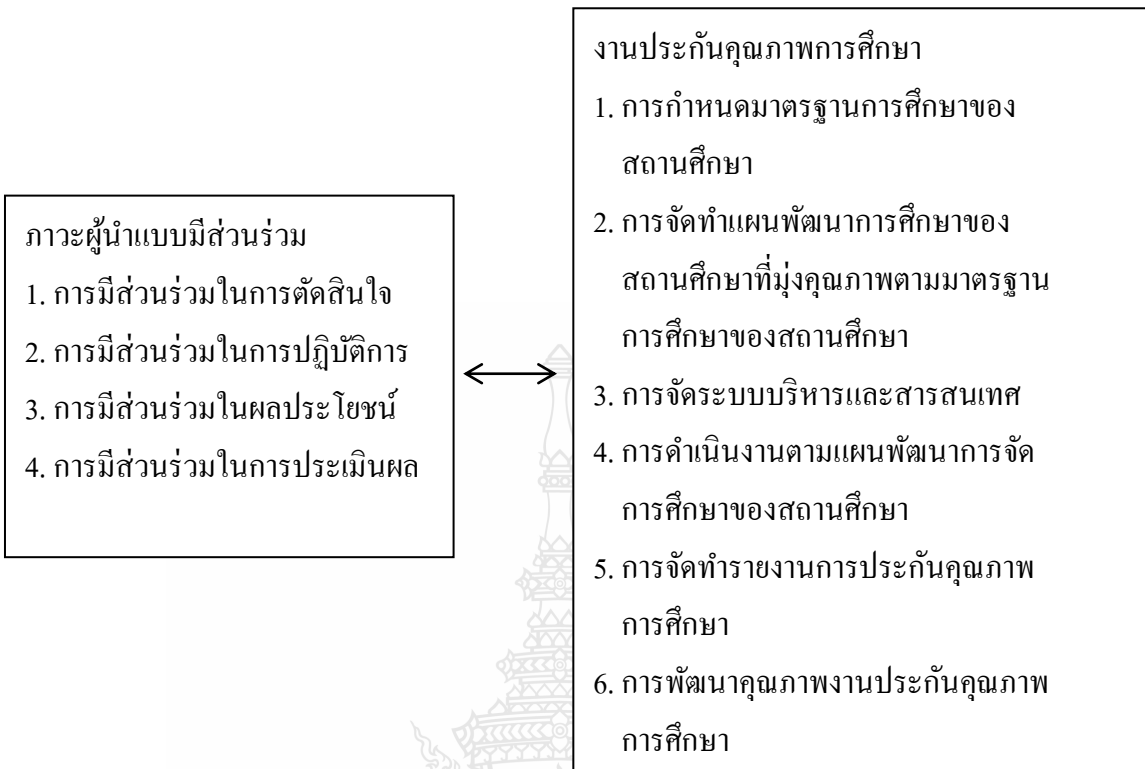 ภาวะผู้นำแบบมีส่วนร่วม
1. การมีส่วนร่วมในการตัดสินใจ
2. การมีส่วนร่วมในการปฏิบัติการ
3. การมีส่วนร่วมในผลประโยชน์
4. การมีส่วนร่วมในการประเมินผล
งานประกันคุณภาพการศึกษา
1. การกำหนดมาตรฐานการศึกษาของ
สถานศึกษา
2. การจัดทำแผนพัฒนาการศึกษาของ
สถานศึกษาที่มุ่งคุณภาพตามมาตรฐาน
การศึกษาของสถานศึกษา
3. การจัดระบบบริหารและสารสนเทศ
4. การดำเนินงานตามแผนพัฒนาการจัด
การศึกษาของสถานศึกษา
5. การจัดทำรายงานการประกันคุณภาพ
การศึกษา
6. การพัฒนาคุณภาพงานประกันคุณภาพ
การศึกษา